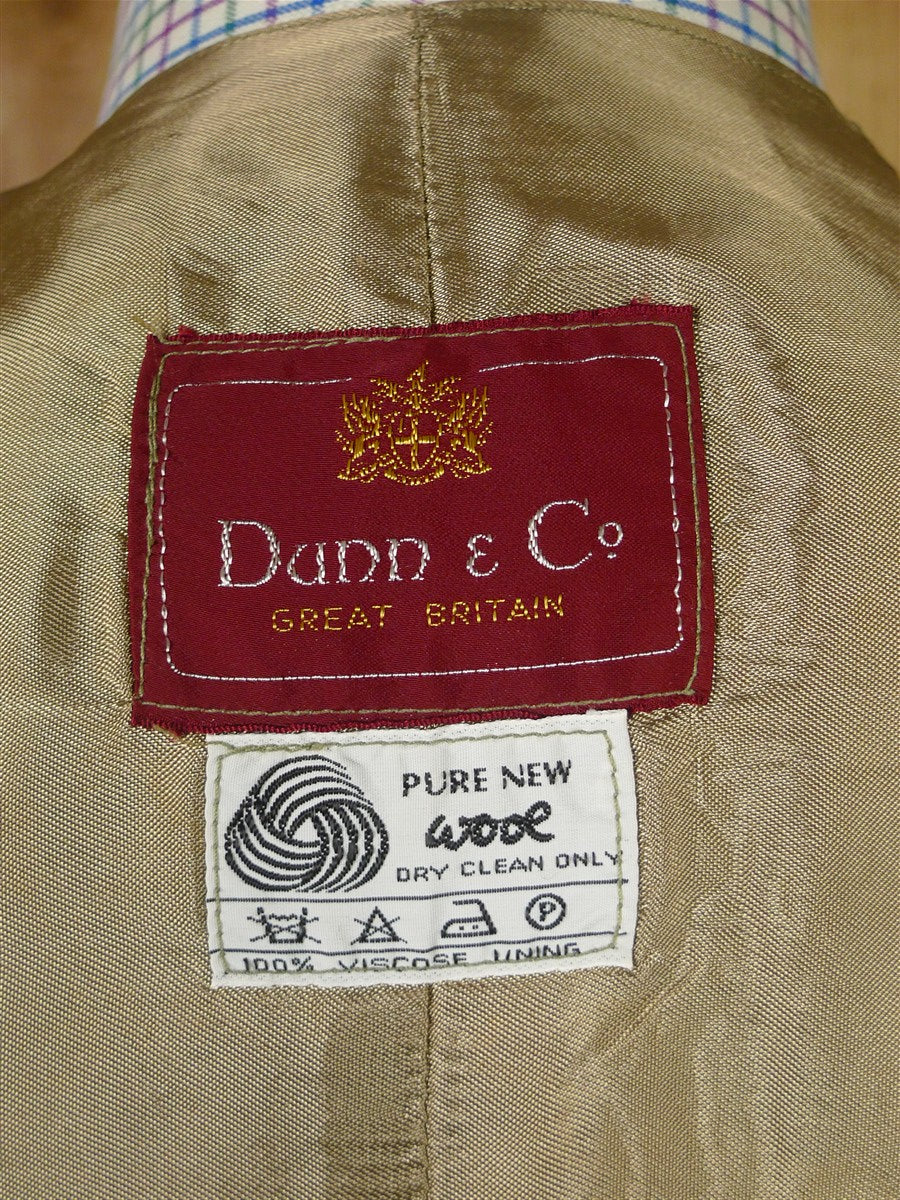 Dunn & Co
GREAT BRITAIN
PURE NEW
wool
DRY CLEAN ONLY
P
100% VISCOSE LINING